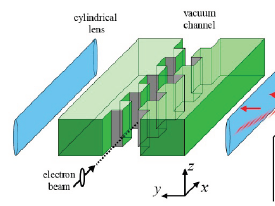 cylindrical
lens
vacuum
channel
electron
beam
z
y
x